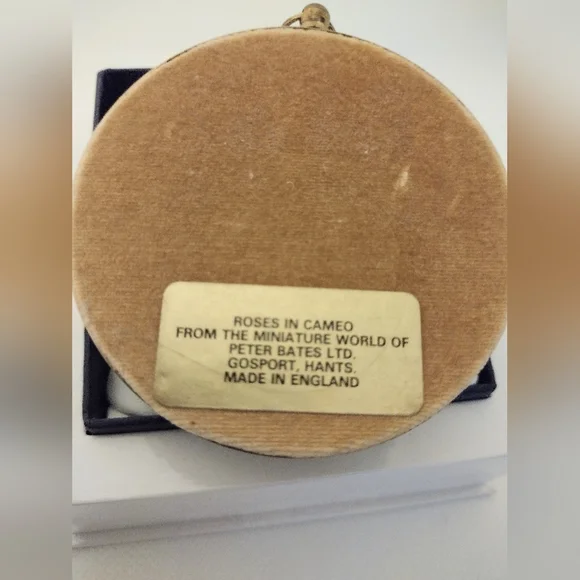 ROSES IN CAMEO
FROM THE MINIATURE WORLD OF
PETER BATES LTD.
GOSPORT, HANTS.
MADE IN ENGLAND